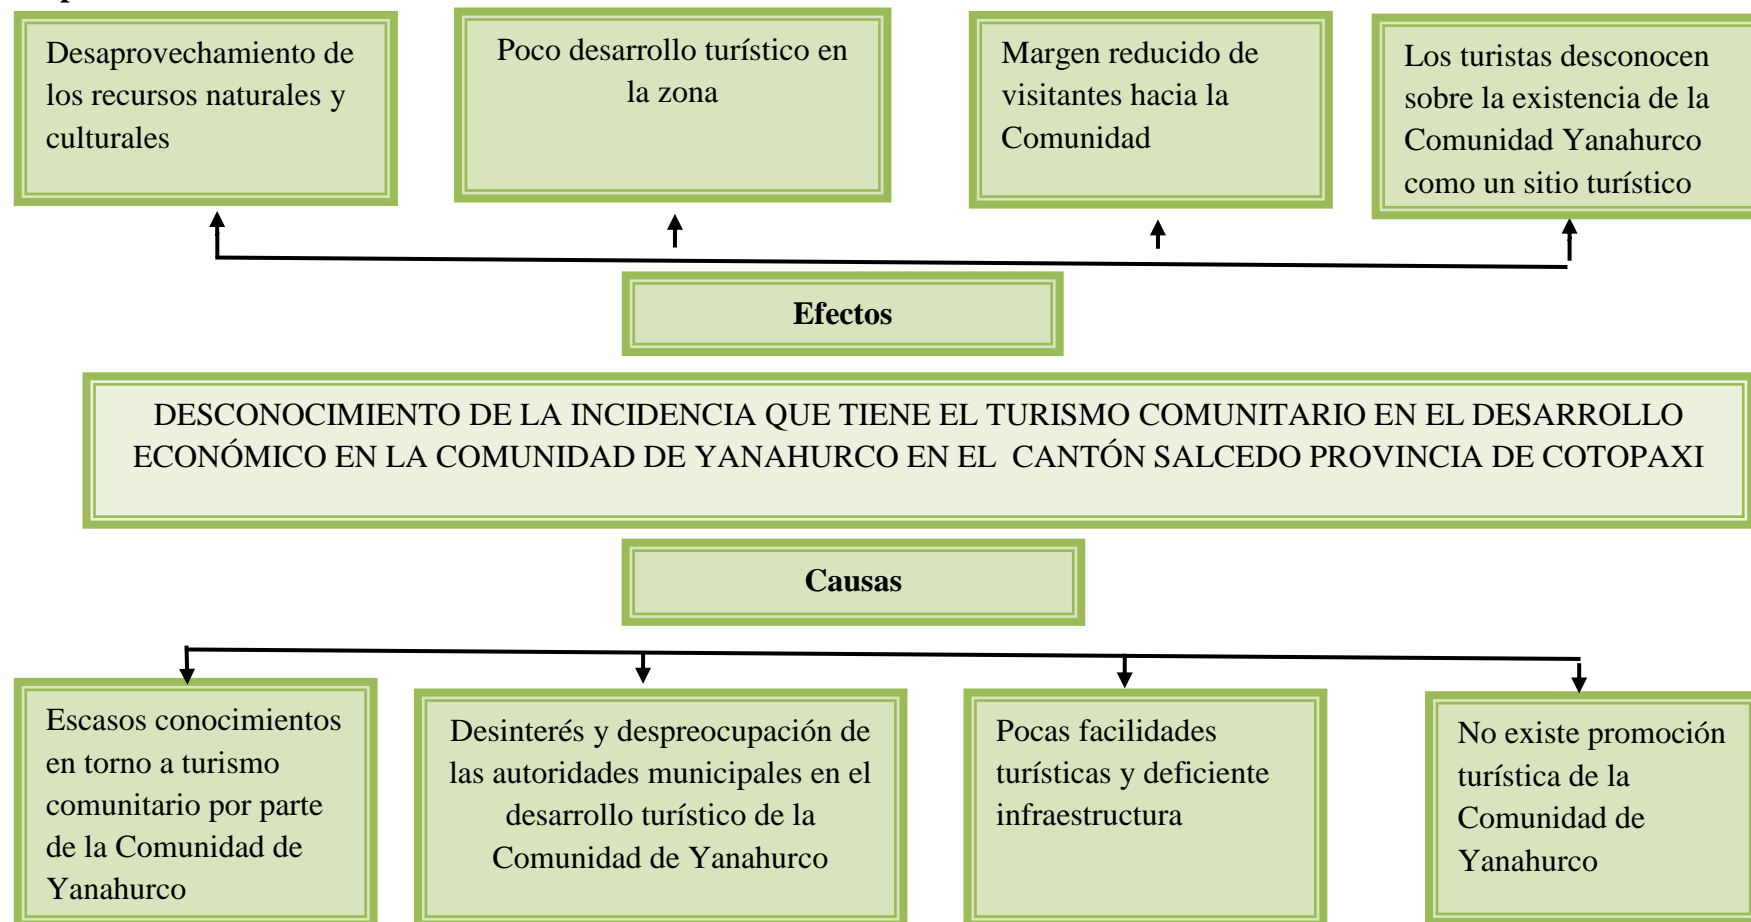 Desaprovechamiento de
los recursos naturales y
culturales
Poco desarrollo turístico en
la zona
Margen reducido de
visitantes hacia la
Comunidad
Los turistas desconocen
sobre la existencia de la
Comunidad Yanahurco
como un sitio turístico
Efectos
DESCONOCIMIENTO DE LA INCIDENCIA QUE TIENE EL TURISMO COMUNITARIO EN EL DESARROLLO
ECONÓMICO EN LA COMUNIDAD DE YANAHURCO EN EL CANTÓN SALCEDO PROVINCIA DE COTOPAXI
Causas
Escasos conocimientos
en torno a turismo
comunitario por parte
de la Comunidad de
Yanahurco
Desinterés y despreocupación de
las autoridades municipales en el
desarrollo turístico de la
Comunidad de Yanahurco
Pocas facilidades
turísticas y deficiente
infraestructura
No existe promoción
turística de la
Comunidad de
Yanahurco